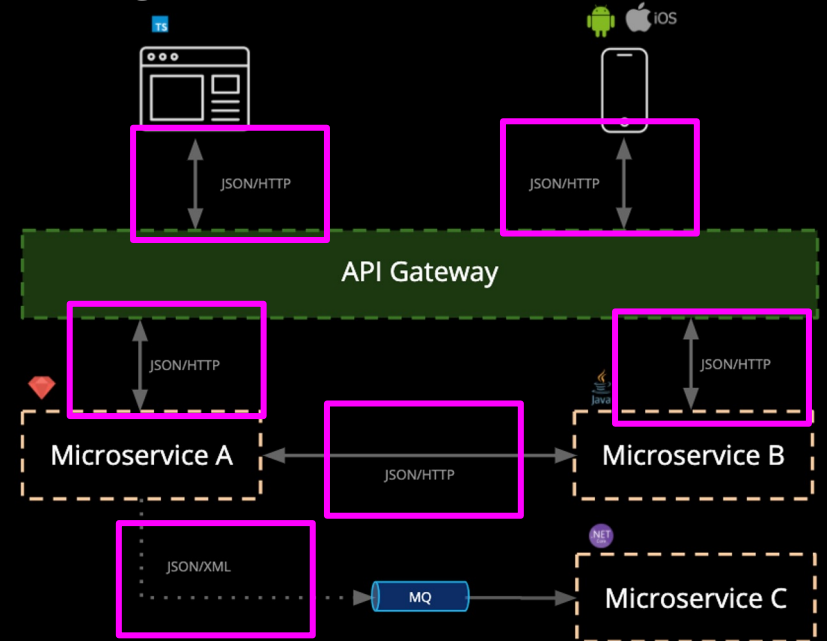 TS
iOS
JSON/HTTP
JSON/HTTP
API Gateway
JSON/HTTP
JSON/HTTP
Java
Microservice A
Microservice B
JSON/HTTP
.NET
JSON/XML
MQ
Microservice C